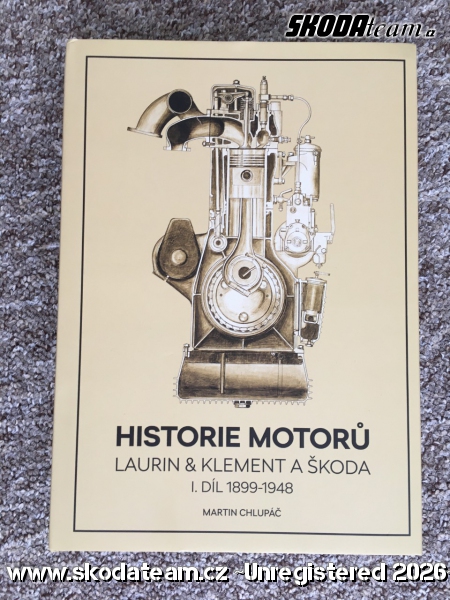 SKODAteam.cz
HISTORIE MOTORŮ
LAURIN & KLEMENT A ŠKODA
I. DÍL 1899-1948
MARTIN CHLUPÁČ
www.skodateam.cz -Unregistered 2026